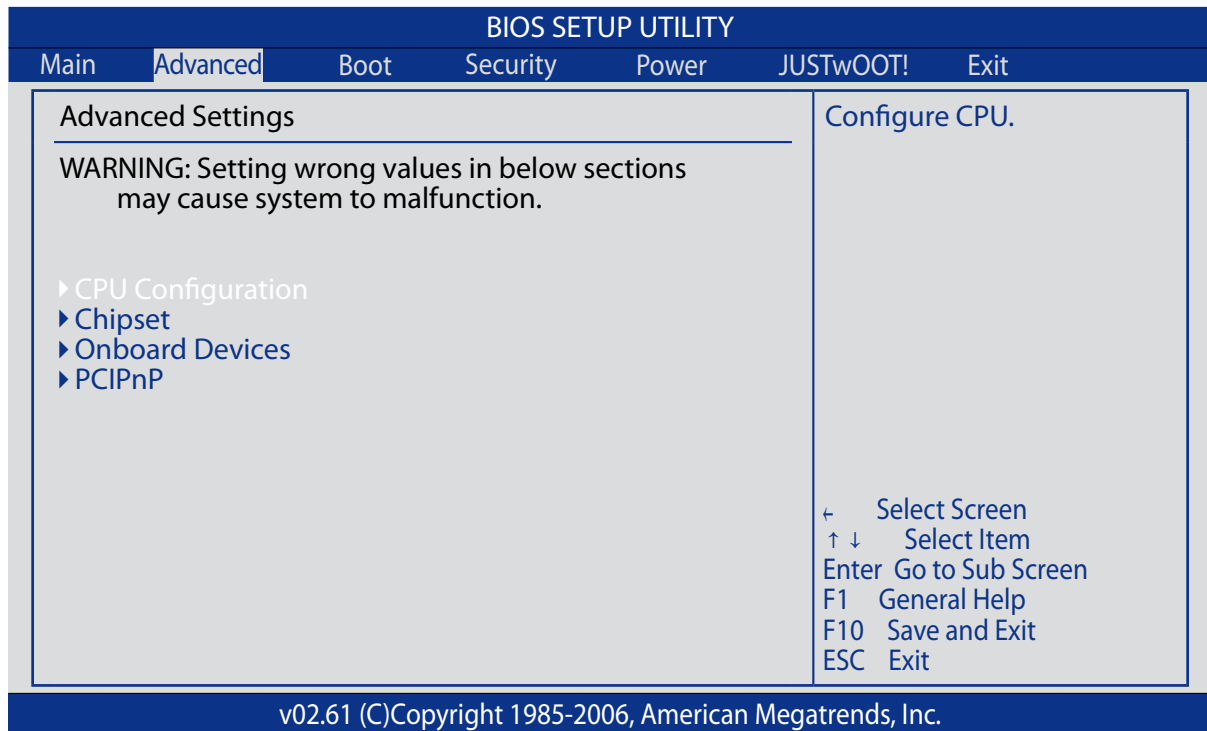 BIOS SETUP UTILITY
Main Advanced Boot Security Power JUSTwOOT! Exit
Advanced Settings
WARNING: Setting wrong values in below sections
may cause system to malfunction.
CPU Configuration
Chipset
Onboard Devices
PCIPnP
Configure CPU.
← Select Screen
↑ ↓ Select Item
Enter Go to Sub Screen
F1 General Help
F10 Save and Exit
ESC Exit
v02.61 (C)Copyright 1985-2006, American Megatrends, Inc.